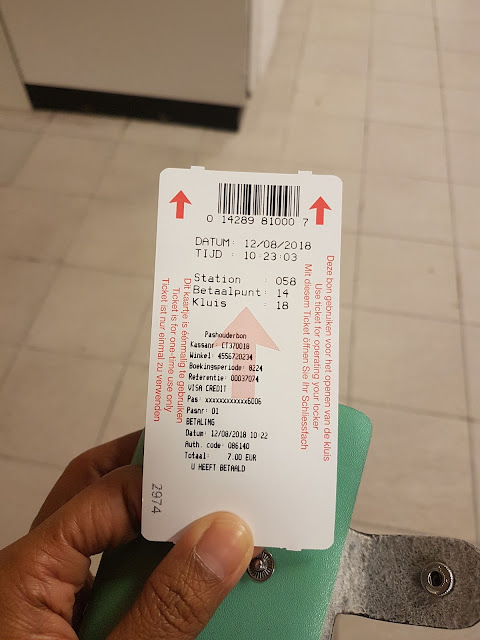 0 14289 81000 7
DATUM: 12/08/2018
TIJD : 10:23:03
Station : 058
Betaalpunt: 14
Kluis : 18
Pashouderbon
Kassanr CT370018
Winkel: 4556720234
Boekingsperiode: 8224
Referentie: 00037074
VISA CREDIT
Pas: xxxxxxxxxxxx6006
Pasnr: 01
BETALING
Datum: 12/08/2018 10:22
Auth. code: 086140
Totaal: 7.00 EUR
U HEEFT BETAALD
Deze bon gebruiken voor het openen van de kluis
Use ticket for operating your locker
Mit diesem Ticket öffnen Sie Ihr Schliessfach
Dit kaartje is éénmalig te gebruiken
Ticket is for one-time use only
Ticket ist nur einmal zu verwenden
2974